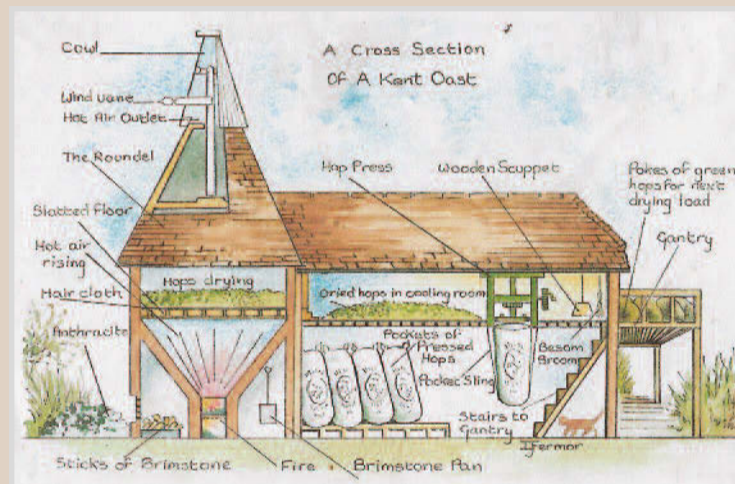 A Cross Section
Of A Kent Oast
Cowl
Wind vane
Hot Air Outlet
The Roundel
Slatted floor
Hot air
rising
Hair cloth
Anthracite
Hop Press
Wooden Scuppet
Pokes of green
hops for next
drying load
Gantry
Hops drying
Dried hops in cooling room
Pockets of
Pressed
Hops
Pocket Sling
Besom
Broom
Stairs to
Gantry
Sticks of Brimstone
Fire
Brimstone Pan